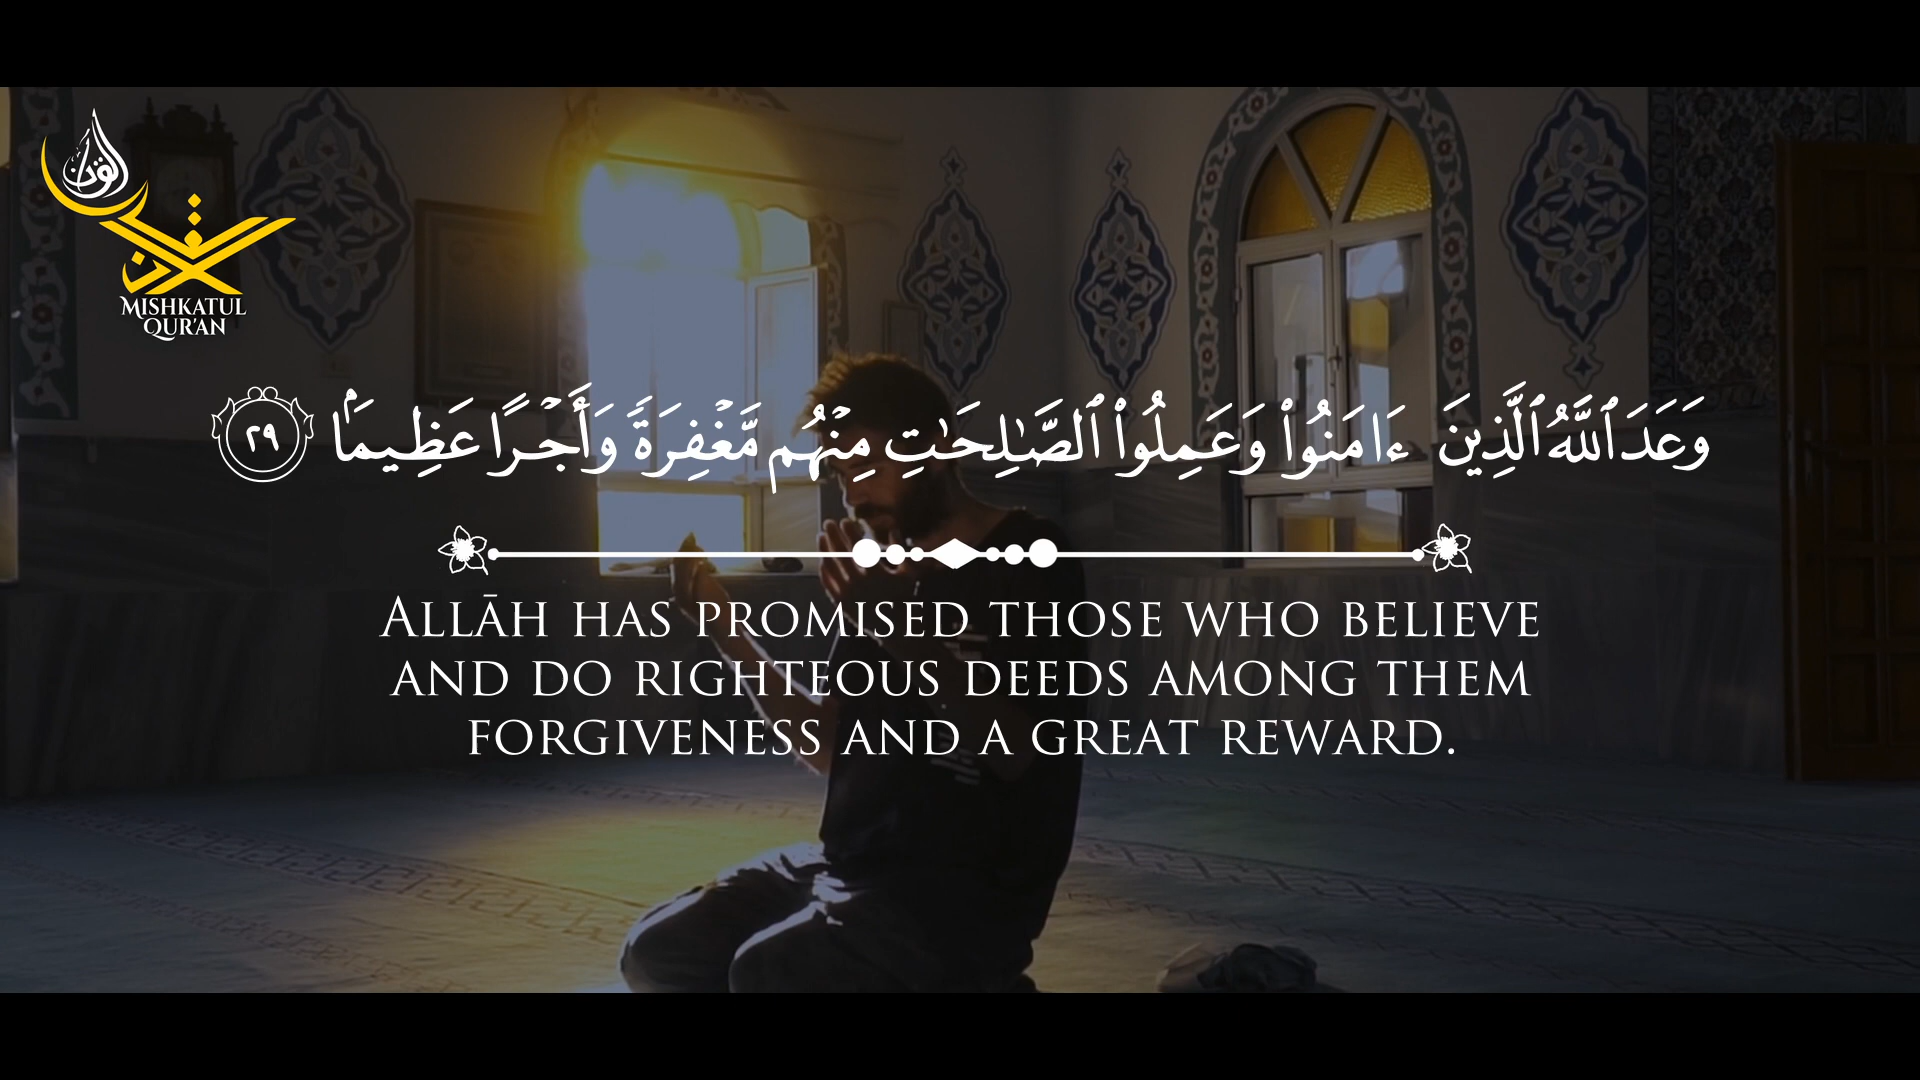 القرآن
MISHKATUL
QUR'AN
وَعَدَ ٱللَّهُ ٱلَّذِينَ ءَامَنُوا۟ وَعَمِلُوا۟ ٱلصَّـٰلِحَـٰتِ مِنْهُم مَّغْفِرَةً وَأَجْرًا عَظِيمًۢا ٢٩
ALLĀH HAS PROMISED THOSE WHO BELIEVE
AND DO RIGHTEOUS DEEDS AMONG THEM
FORGIVENESS AND A GREAT REWARD.